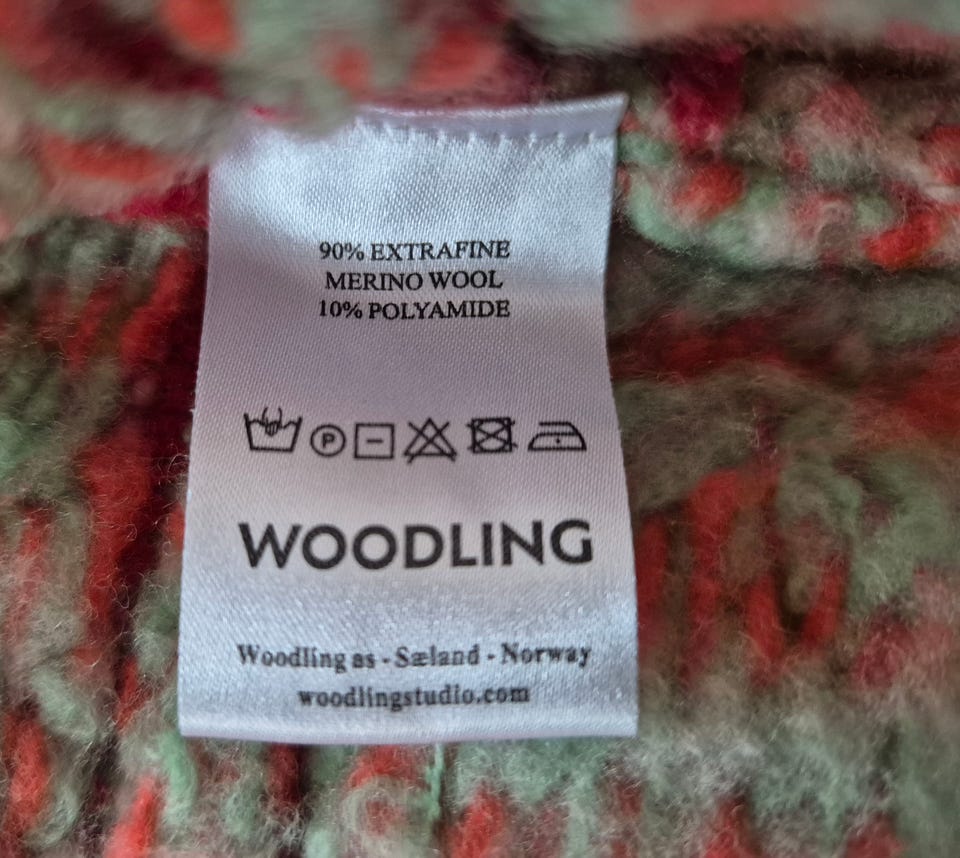 90% EXTRAFINE
MERINO WOOL
10% POLYAMIDE
P
WOODLING
Woodling as - Sæland - Norway
woodlingstudio.com